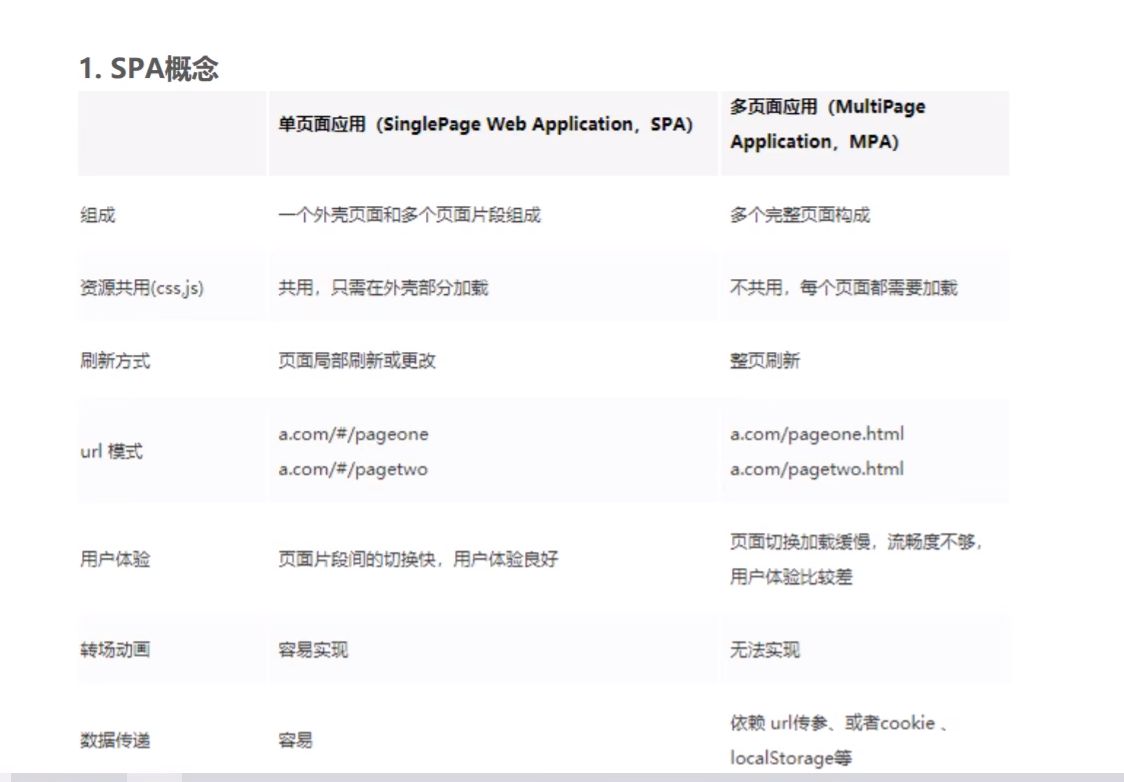 1. SPA概念
单页面应用（SinglePage Web Application，SPA）
多页面应用（MultiPage
Application，MPA）
组成
一个外壳页面和多个页面片段组成
多个完整页面构成
资源共用(css,js)
共用，只需在外壳部分加载
不共用，每个页面都需要加载
刷新方式
页面局部刷新或更改
整页刷新
url 模式
a.com/#/pageone
a.com/#/pagetwo
a.com/pageone.html
a.com/pagetwo.html
用户体验
页面片段间的切换快，用户体验良好
页面切换加载缓慢，流畅度不够，
用户体验比较差
转场动画
容易实现
无法实现
数据传递
容易
依赖 url传参、或者cookie 、
localStorage等